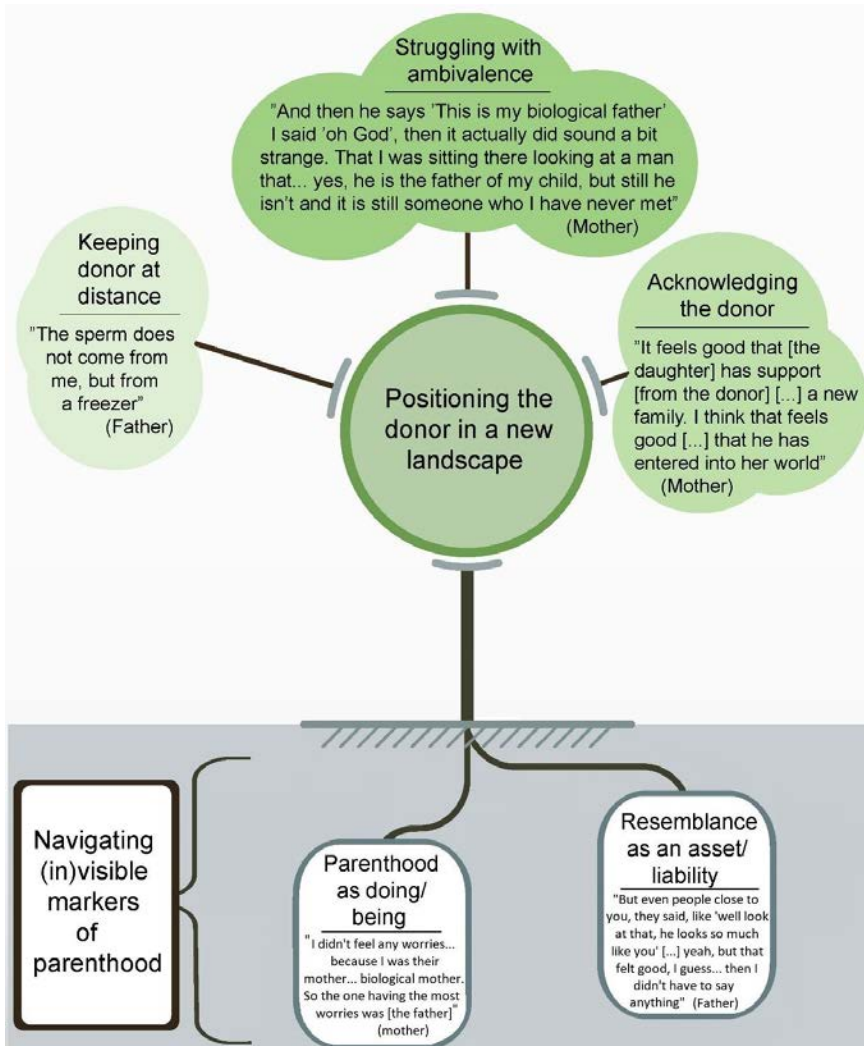 Struggling with
ambivalence
"And then he says 'This is my biological father'
I said 'oh God', then it actually did sound a bit
strange. That I was sitting there looking at a man
that... yes, he is the father of my child, but still he
isn't and it is still someone who I have never met"
(Mother)
Keeping
donor at
distance
"The sperm does
not come from
me, but from
a freezer"
(Father)
Acknowledging
the donor
"It feels good that [the
daughter] has support
[from the donor] [...] a new
family. I think that feels
good [...] that he has
entered into her world"
(Mother)
Positioning the
donor in a new
landscape
Navigating
(in)visible
markers
of
parenthood
Parenthood
as doing/
being
"I didn't feel any worries...
because I was their
mother... biological mother.
So the one having the most
worries was [the father]"
(mother)
Resemblance
as an asset/
liability
"But even people close to
you, they said, like 'well look
at that, he looks so much
like you' [...] yeah, but that
felt good, I guess... then I
didn't have to say
anything" (Father)